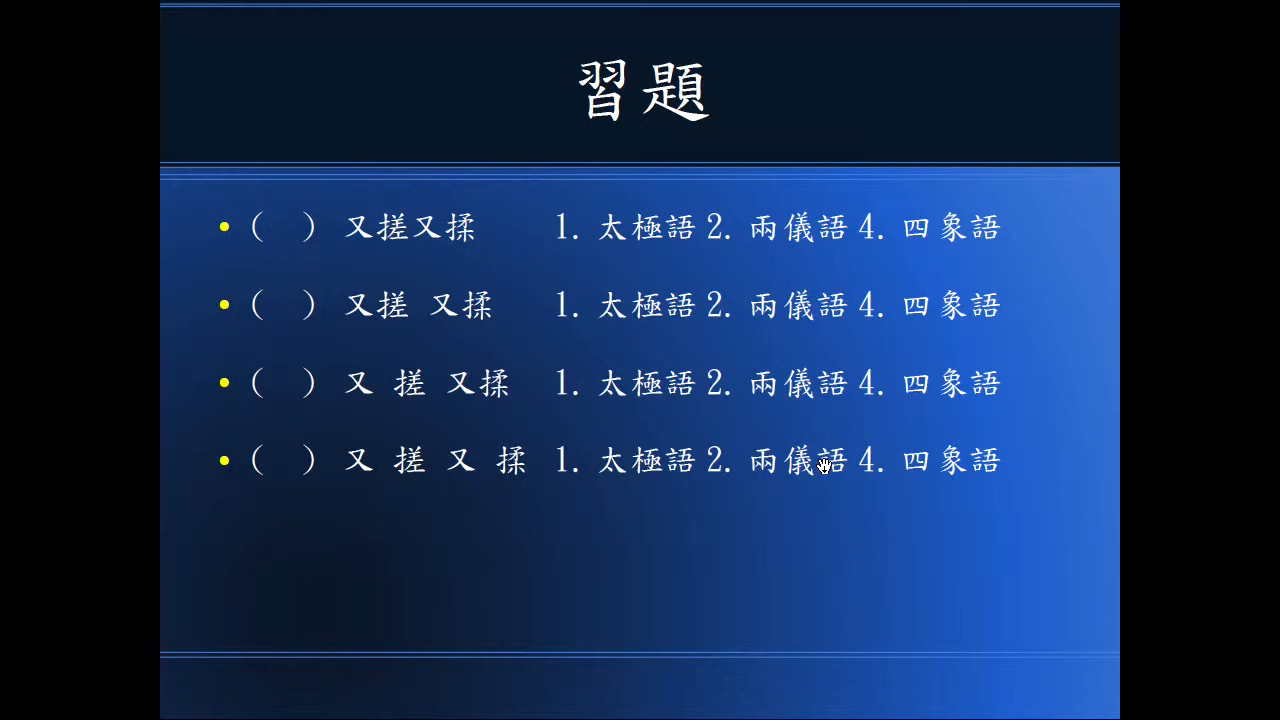 習題
• ( ) 又搓又揉 1. 太極語 2. 兩儀語 4. 四象語
• ( ) 又搓 又揉 1. 太極語 2. 兩儀語 4. 四象語
• ( ) 又 搓 又揉 1. 太極語 2. 兩儀語 4. 四象語
• ( ) 又 搓 又 揉 1. 太極語 2. 兩儀語 4. 四象語